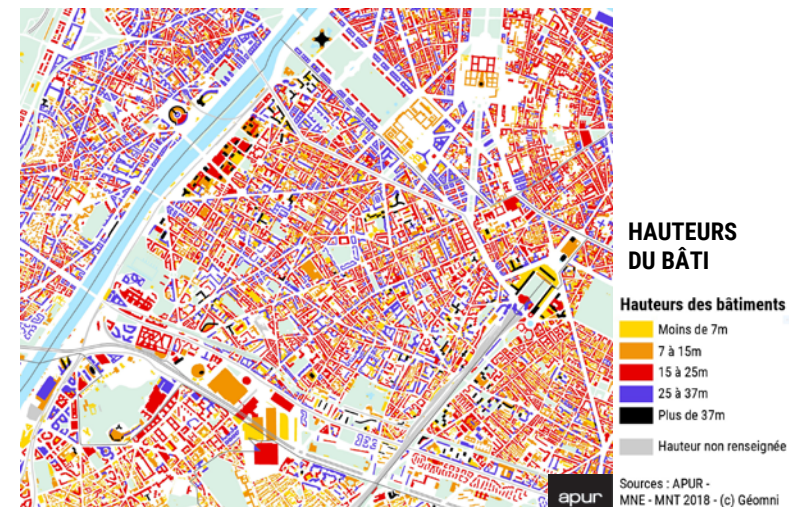 HAUTEURS
DU BÂTI
Hauteurs des bâtiments
Moins de 7m
7 à 15m
15 à 25m
25 à 37m
Plus de 37m
Hauteur non renseignée
apur
Sources : APUR -
MNE - MNT 2018 - (c) Géomni